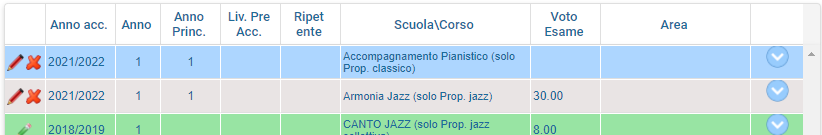 Anno acc. Anno Anno Princ. Liv. Pre Acc. Ripet ente Scuola\Corso Voto Esame Area
2021/2022 1 1 Accompagnamento Pianistico (solo Prop. classico)
2021/2022 1 1 Armonia Jazz (solo Prop. jazz) 30.00
2018/2019 1 CANTO JAZZ (solo Prop. jazz 8.00